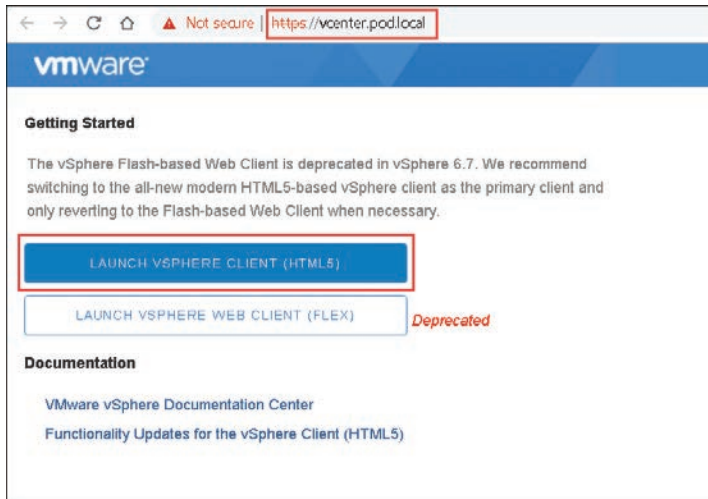 Not secure | https://vcenter.pod.local
vmware
Getting Started
The vSphere Flash-based Web Client is deprecated in vSphere 6.7. We recommend
switching to the all-new modern HTML5-based vSphere client as the primary client and
only reverting to the Flash-based Web Client when necessary.
LAUNCH VSPHERE CLIENT (HTML5)
LAUNCH VSPHERE WEB CLIENT (FLEX) Deprecated
Documentation
VMware vSphere Documentation Center
Functionality Updates for the vSphere Client (HTML5)